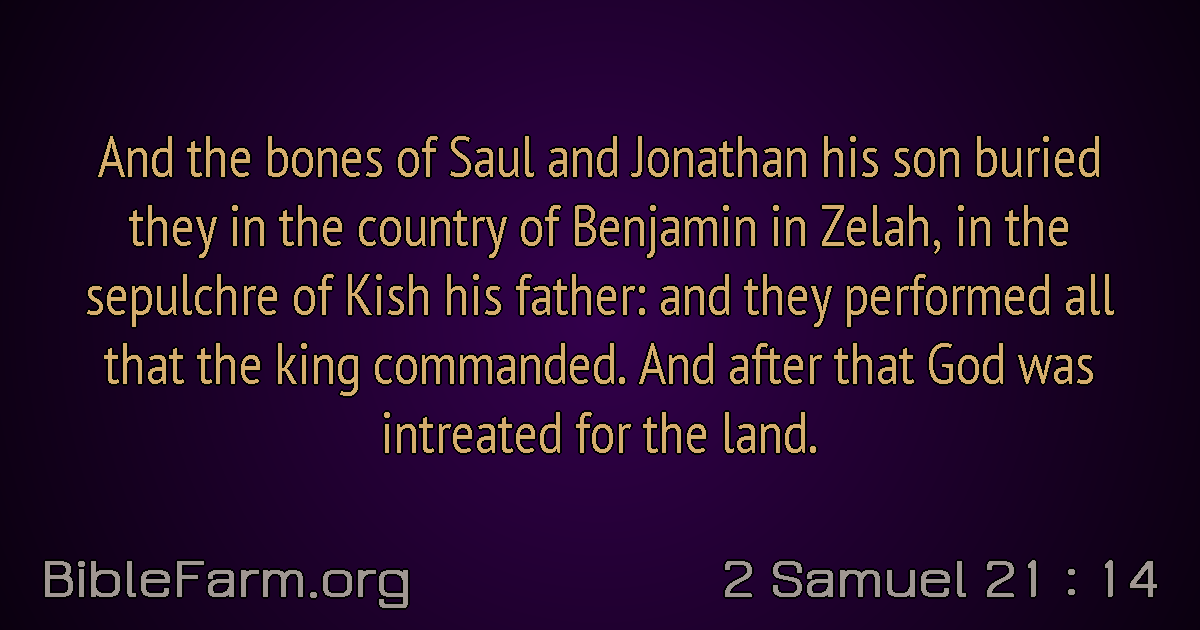 And the bones of Saul and Jonathan his son buried
they in the country of Benjamin in Zelah, in the
sepulchre of Kish his father: and they performed all
that the king commanded. And after that God was
intreated for the land.
BibleFarm.org
2 Samuel 21 : 14